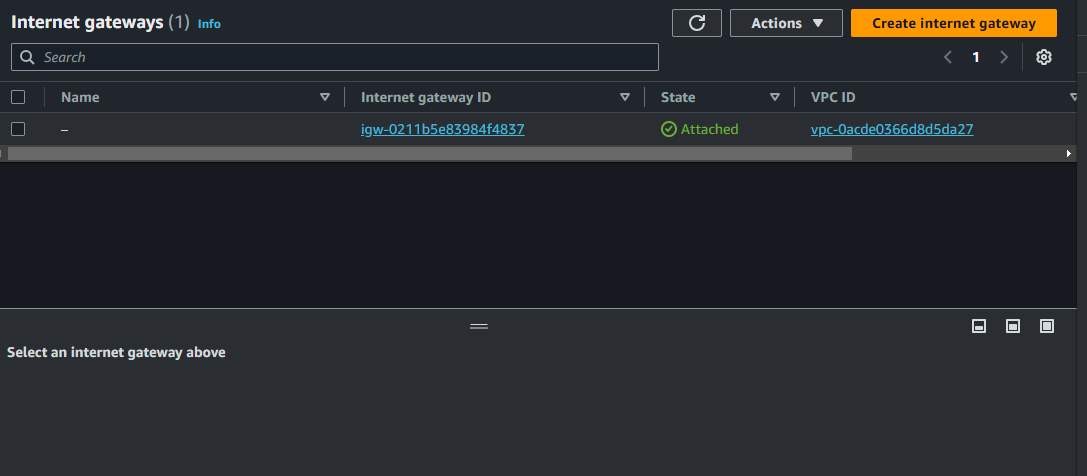 Internet gateways (1) Info
Actions
Create internet gateway
Search
1
Name Internet gateway ID State VPC ID
– igw-0211b5e83984f4837 Attached vpc-0acde0366d8d5da27
Select an internet gateway above